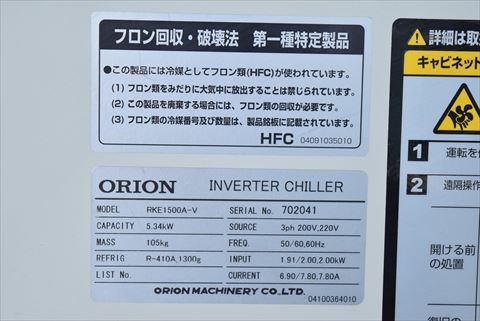 フロン回収・破壊法　第一種特定製品
●この製品には冷媒としてフロン類(HFC)が使われています。
(1) フロン類をみだりに大気中に放出することは禁じられています。
(2) この製品を廃棄する場合には、フロン類の回収が必要です。
(3) フロン類の冷媒番号及び数量は、製品銘板に記載されています。
HFC 04091035010
ORION INVERTER CHILLER
MODEL RKE1500A-V SERIAL No. 702041
CAPACITY 5.34kW SOURCE 3ph 200V,220V
MASS 105kg FREQ. 50/60,60Hz
REFRIG R-410A,1300g INPUT 1.91/2.00,2.00kW
LIST No. CURRENT 6.90/7.80,7.80A
ORION MACHINERY CO.,LTD.
04100364010
詳細は取
キャビネット
1 運転を
2 遠隔操作
開ける前
の処置